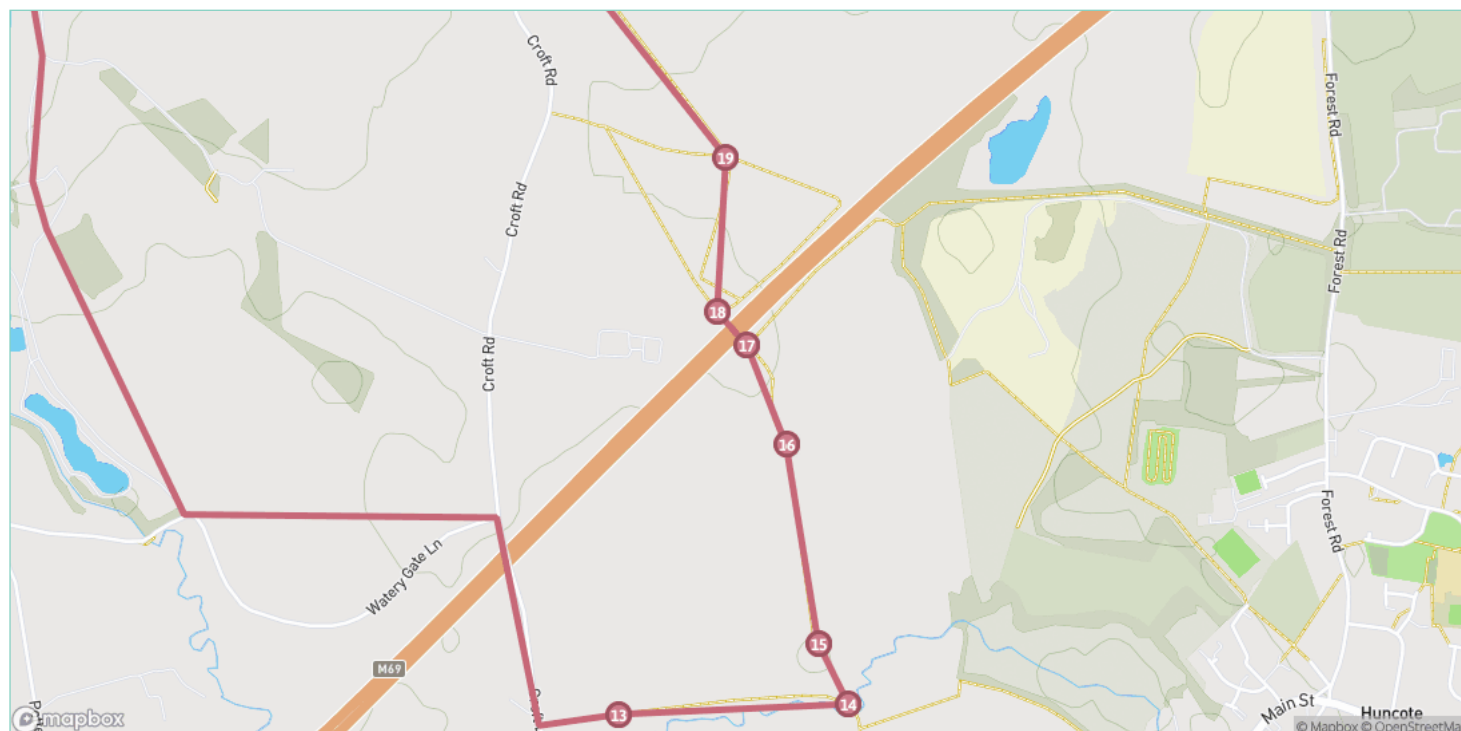 Croft Rd
Forest Rd
19
Croft Rd
Forest Rd
18
17
Croft Rd
16
Forest Rd
Watery Gate Ln
15
M69
14
13
Main St
Huncote
mapbox
© Mapbox © OpenStreetMa